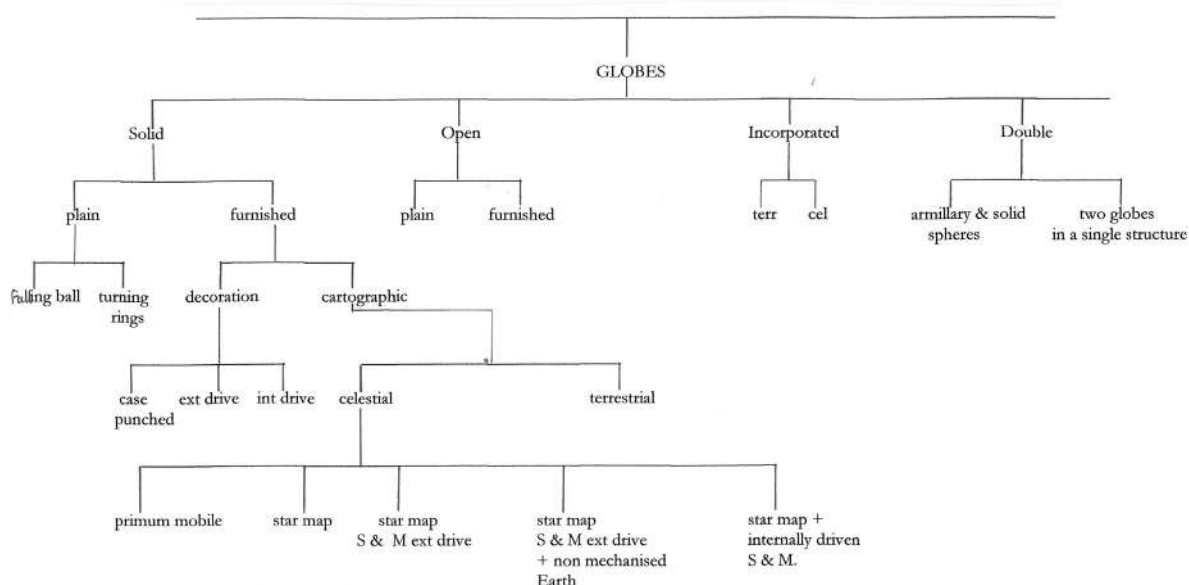 GLOBES
Solid
Open
Incorporated
Double
plain
furnished
plain
furnished
terr
cel
armillary & solid
spheres
two globes
in a single structure
Falling ball
turning
rings
decoration
cartographic
case
punched
ext drive
int drive
celestial
terrestrial
primum mobile
star map
star map
S & M ext drive
star map
S & M ext drive
+ non mechanised
Earth
star map +
internally driven
S & M.